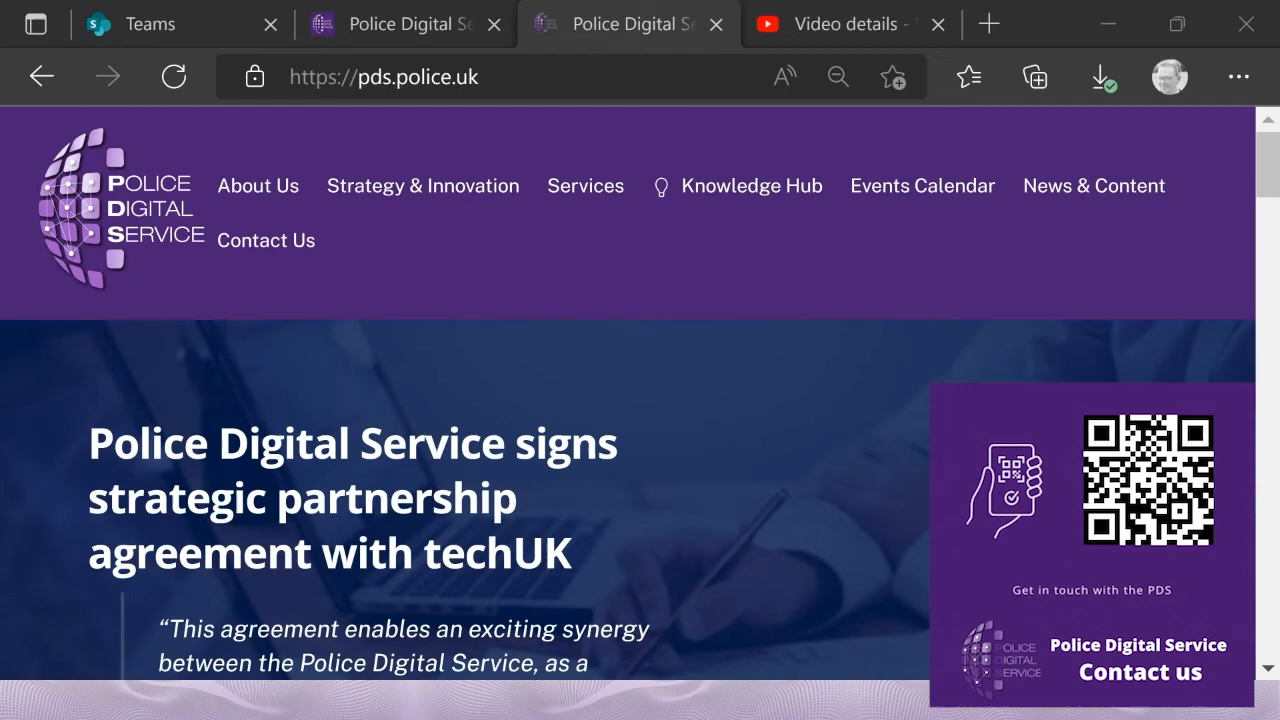 Teams
Police Digital Se
Police Digital Se
Video details -
https://pds.police.uk
POLICE
DIGITAL
SERVICE
About Us
Strategy & Innovation
Services
Knowledge Hub
Events Calendar
News & Content
Contact Us
Police Digital Service signs
strategic partnership
agreement with techUK
“This agreement enables an exciting synergy
between the Police Digital Service, as a
Get in touch with the PDS
POLICE
DIGITAL
SERVICE
Police Digital Service
Contact us